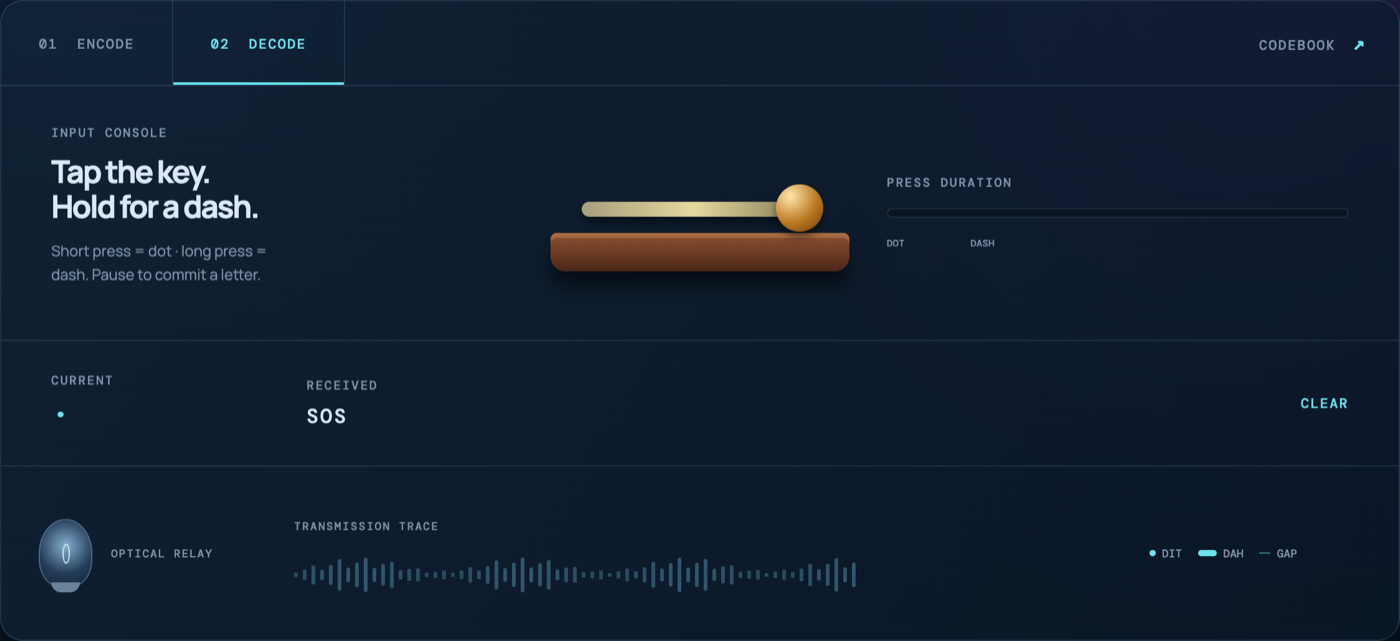 01 ENCODE
02 DECODE
CODEBOOK ↗
INPUT CONSOLE
Tap the key.
Hold for a dash.
Short press = dot · long press =
dash. Pause to commit a letter.
PRESS DURATION
DOT DASH
CURRENT
•
RECEIVED
SOS
CLEAR
OPTICAL RELAY
TRANSMISSION TRACE
DIT DAH GAP